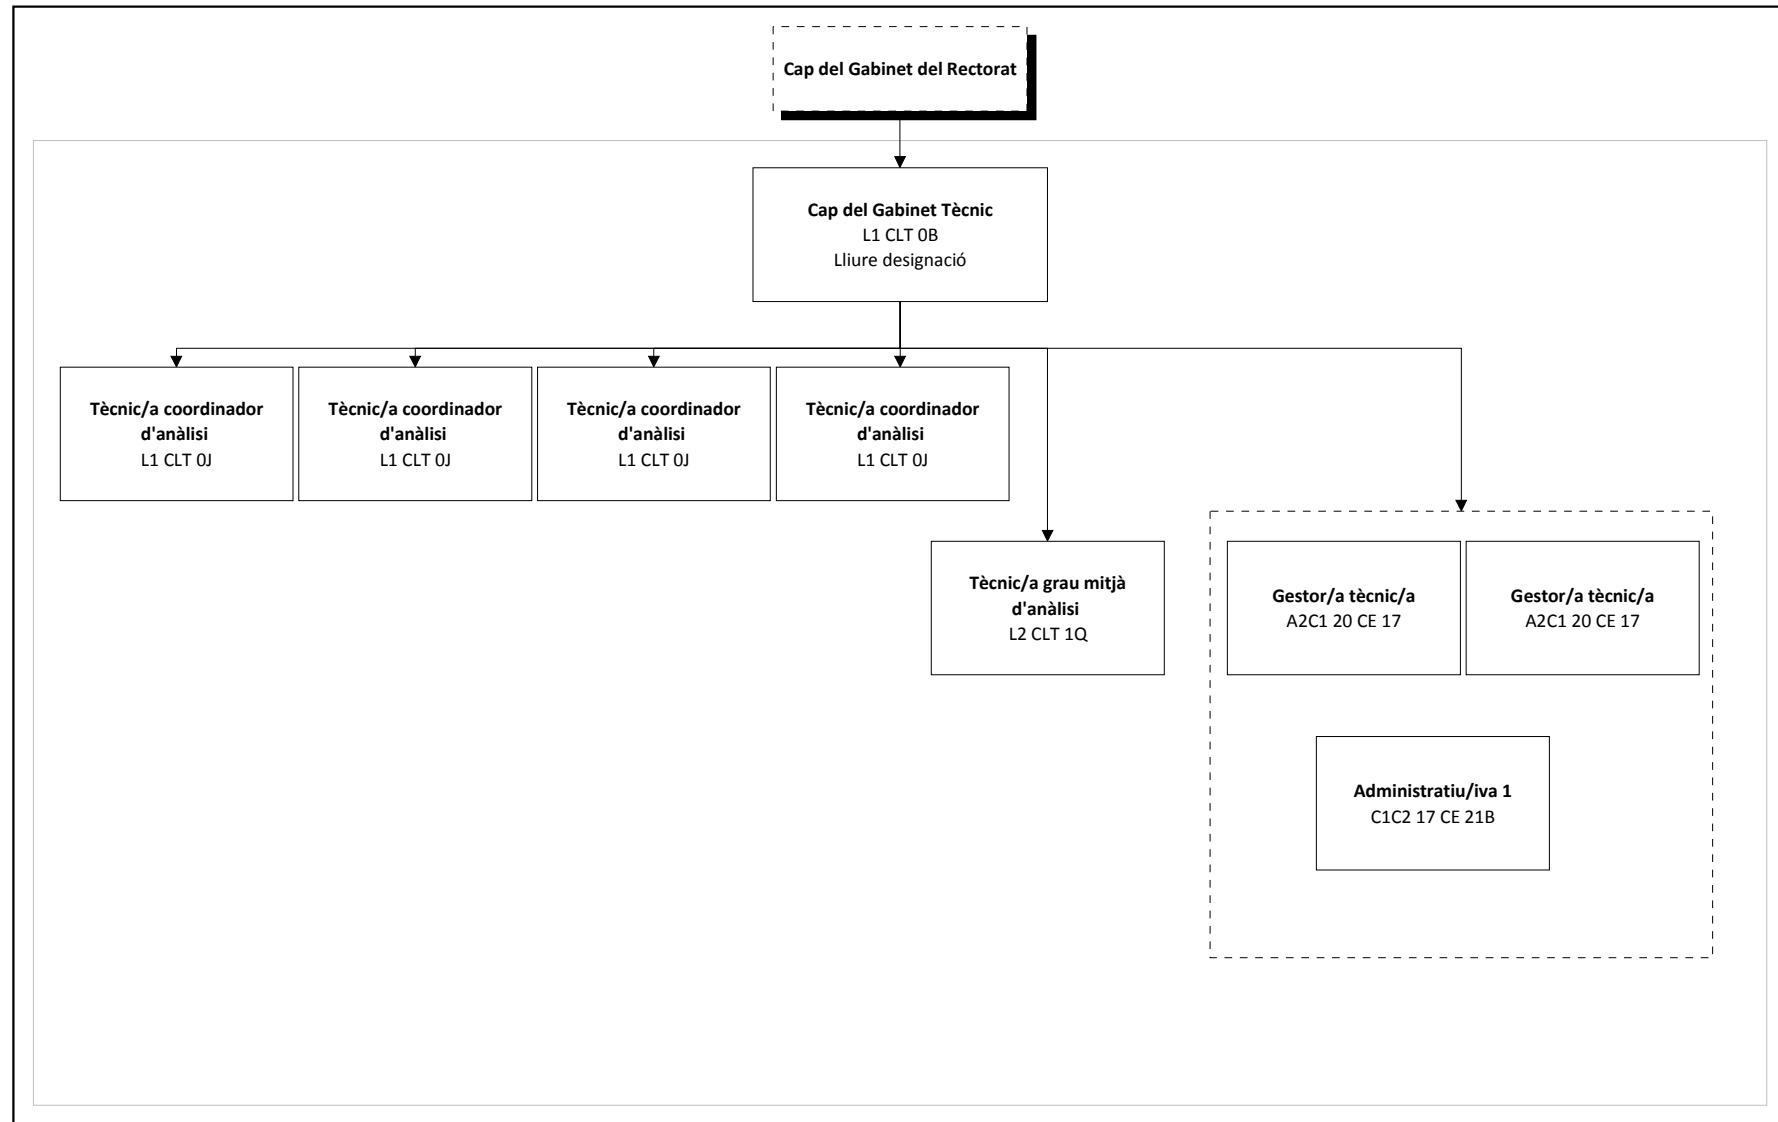 Cap del Gabinet del Rectorat
Cap del Gabinet Tècnic
L1 CLT 0B
Lliure designació
Tècnic/a coordinador
d'anàlisi
L1 CLT 0J
Tècnic/a coordinador
d'anàlisi
L1 CLT 0J
Tècnic/a coordinador
d'anàlisi
L1 CLT 0J
Tècnic/a coordinador
d'anàlisi
L1 CLT 0J
Tècnic/a grau mitjà
d'anàlisi
L2 CLT 1Q
Gestor/a tècnic/a
A2C1 20 CE 17
Gestor/a tècnic/a
A2C1 20 CE 17
Administratiu/iva 1
C1C2 17 CE 21B